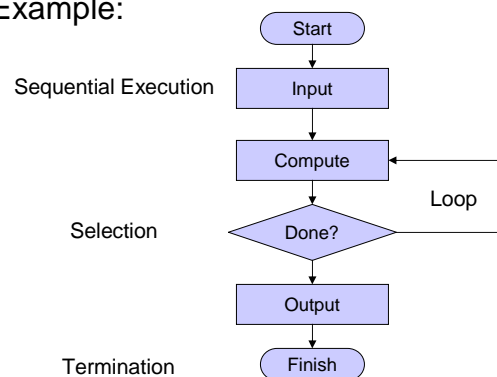 Example:
Start
Sequential Execution
Input
Compute
Loop
Selection
Done?
Output
Termination
Finish